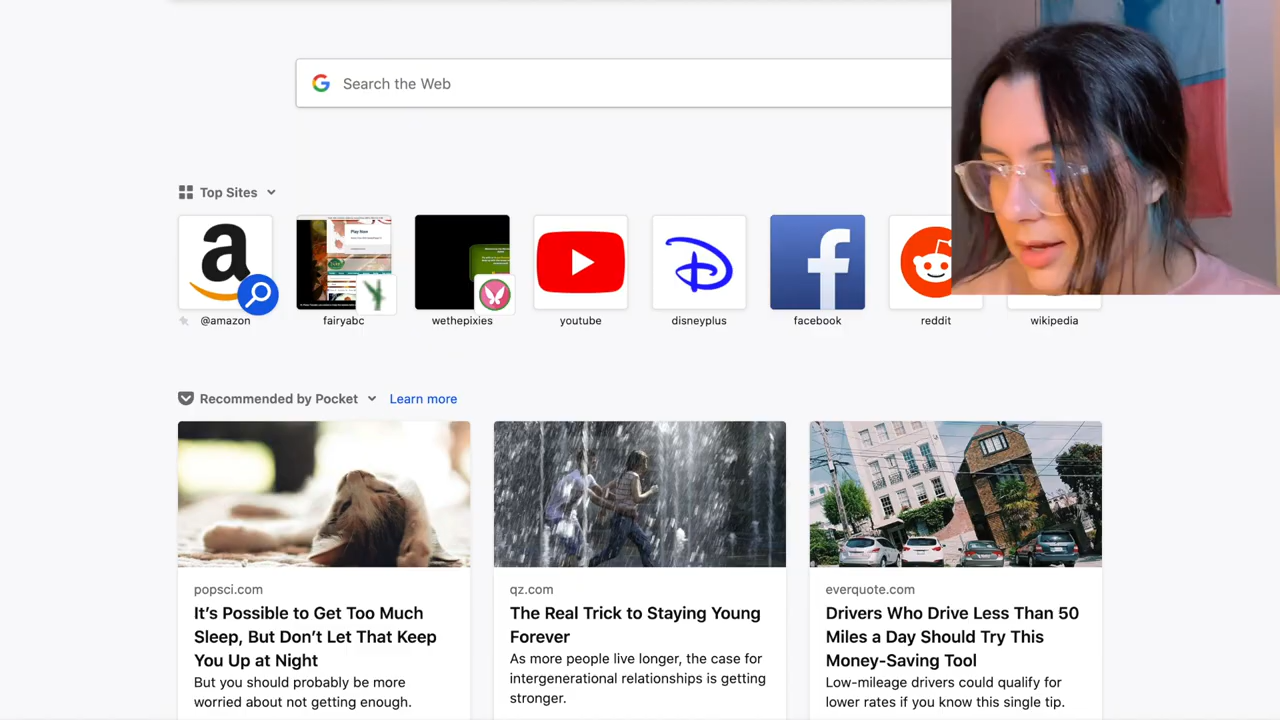 Search the Web
Top Sites
@amazon
fairyabc
wethepixies
youtube
disneyplus
facebook
reddit
wikipedia
Recommended by Pocket
Learn more
popsci.com
It’s Possible to Get Too Much
Sleep, But Don’t Let That Keep
You Up at Night
But you should probably be more
worried about not getting enough.
qz.com
The Real Trick to Staying Young
Forever
As more people live longer, the case for
intergenerational relationships is getting
stronger.
everquote.com
Drivers Who Drive Less Than 50
Miles a Day Should Try This
Money-Saving Tool
Low-mileage drivers could qualify for
lower rates if you know this single tip.